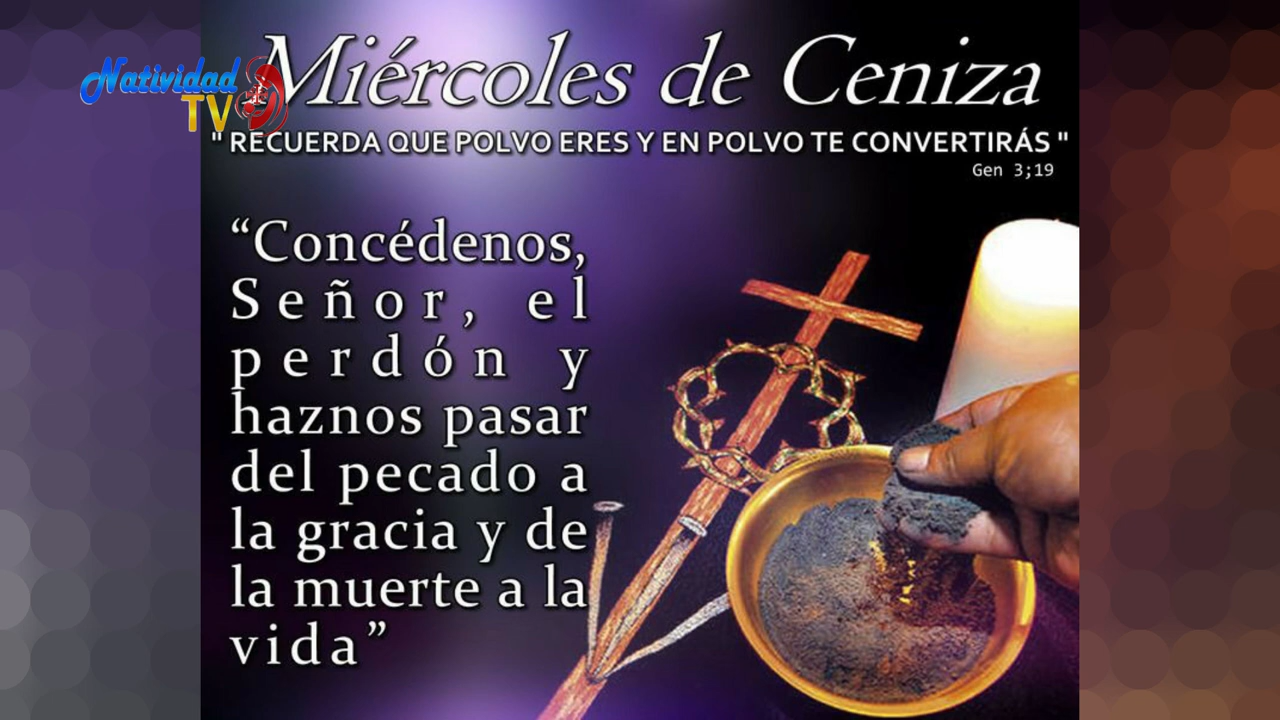 Natividad
TV
Miércoles de Ceniza
" RECUERDA QUE POLVO ERES Y EN POLVO TE CONVERTIRÁS "
Gen 3;19
“Concédenos,
Señor, el
perdón y
haznos pasar
del pecado a
la gracia y de
la muerte a la
vida”